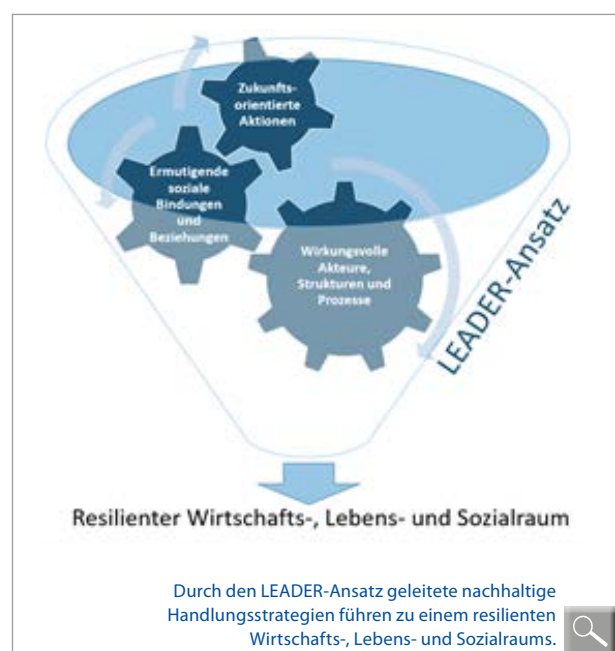 Zukunfts-
orientierte
Aktionen
Ermutigende
soziale
Bindungen
und
Beziehungen
Wirkungsvolle
Akteure,
Strukturen und
Prozesse
LEADER-Ansatz
Resilienter Wirtschafts-, Lebens- und Sozialraum
Durch den LEADER-Ansatz geleitete nachhaltige
Handlungsstrategien führen zu einem resilienten
Wirtschafts-, Lebens- und Sozialraums.